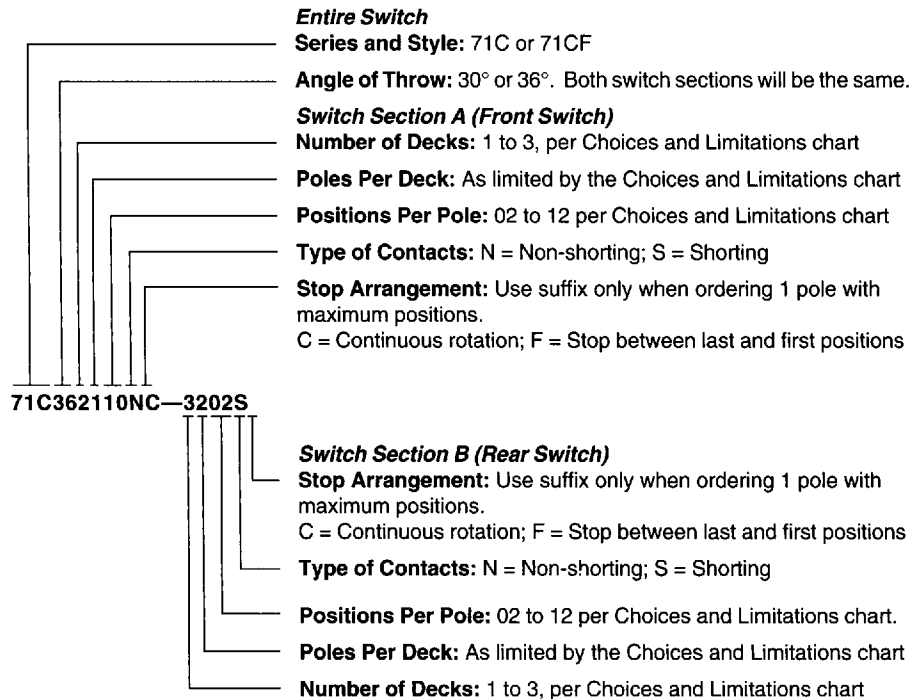 Entire Switch
Series and Style: 71C or 71CF
Angle of Throw: 30° or 36°. Both switch sections will be the same.
Switch Section A (Front Switch)
Number of Decks: 1 to 3, per Choices and Limitations chart
Poles Per Deck: As limited by the Choices and Limitations chart
Positions Per Pole: 02 to 12 per Choices and Limitations chart
Type of Contacts: N = Non-shorting; S = Shorting
Stop Arrangement: Use suffix only when ordering 1 pole with
maximum positions.
C = Continuous rotation; F = Stop between last and first positions
71C362110NC—3202S
Switch Section B (Rear Switch)
Stop Arrangement: Use suffix only when ordering 1 pole with
maximum positions.
C = Continuous rotation; F = Stop between last and first positions
Type of Contacts: N = Non-shorting; S = Shorting
Positions Per Pole: 02 to 12 per Choices and Limitations chart.
Poles Per Deck: As limited by the Choices and Limitations chart
Number of Decks: 1 to 3, per Choices and Limitations chart